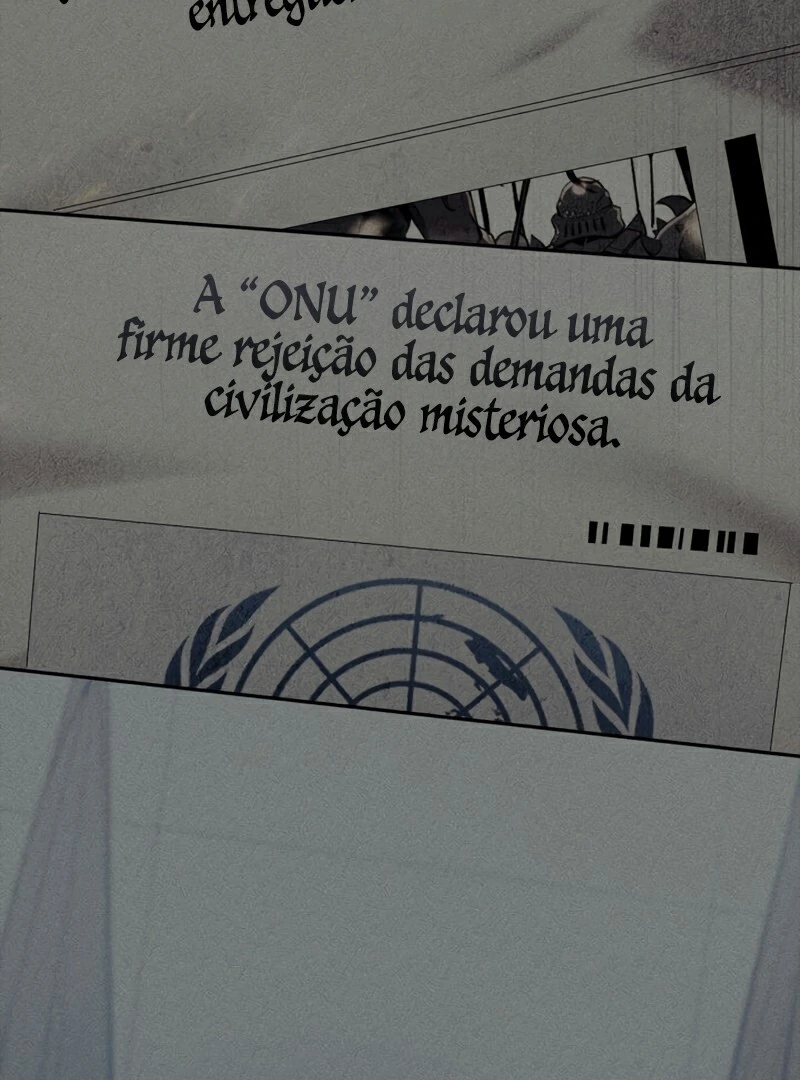 A “ONU” declarou uma
firme rejeição das demandas da
civilização misteriosa.